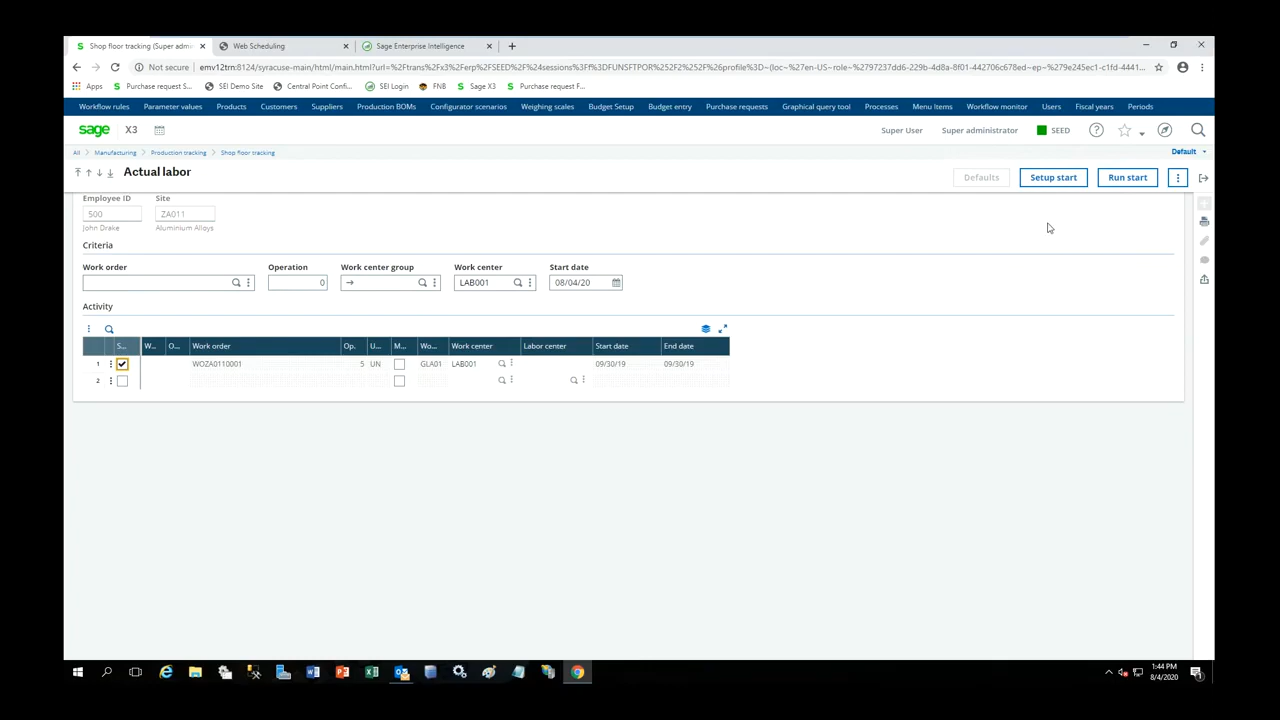 Shop floor tracking (Super admin
Web Scheduling
Sage Enterprise Intelligence
Not secure
emv12trn:8124/syracuse-main/html/main.html?url=%2Ftrans%2Fx3%2Ferp%2FSEED%2F%24sessions%3Ff%3DFUNSFTPOR%252F2%252F%26profile%3D~(loc~%27en-US~role~%2797237dd6-229b-4d8a-8f01-442706c678ed~ep~%279e245ec1-c1fd-4441...
Apps
Purchase request S...
SEI Demo Site
Central Point Confi...
SEI Login
FNB
Sage X3
Purchase request F...
Workflow rules
Parameter values
Products
Customers
Suppliers
Production BOMs
Configurator scenarios
Weighing scales
Budget Setup
Budget entry
Purchase requests
Graphical query tool
Processes
Menu Items
Workflow monitor
Users
Fiscal years
Periods
sage X3
Super User
Super administrator
SEED
All
Manufacturing
Production tracking
Shop floor tracking
Default
Actual labor
Defaults
Setup start
Run start
Employee ID
Site
500
ZA011
John Drake
Aluminium Alloys
Criteria
Work order
Operation
Work center group
Work center
Start date
0
LAB001
08/04/20
Activity
S... W... O... Work order Op. U... M... Wo... Work center Labor center Start date End date
1 WOZA0110001 5 UN GLA01 LAB001 09/30/19 09/30/19
2
1:44 PM
8/4/2020